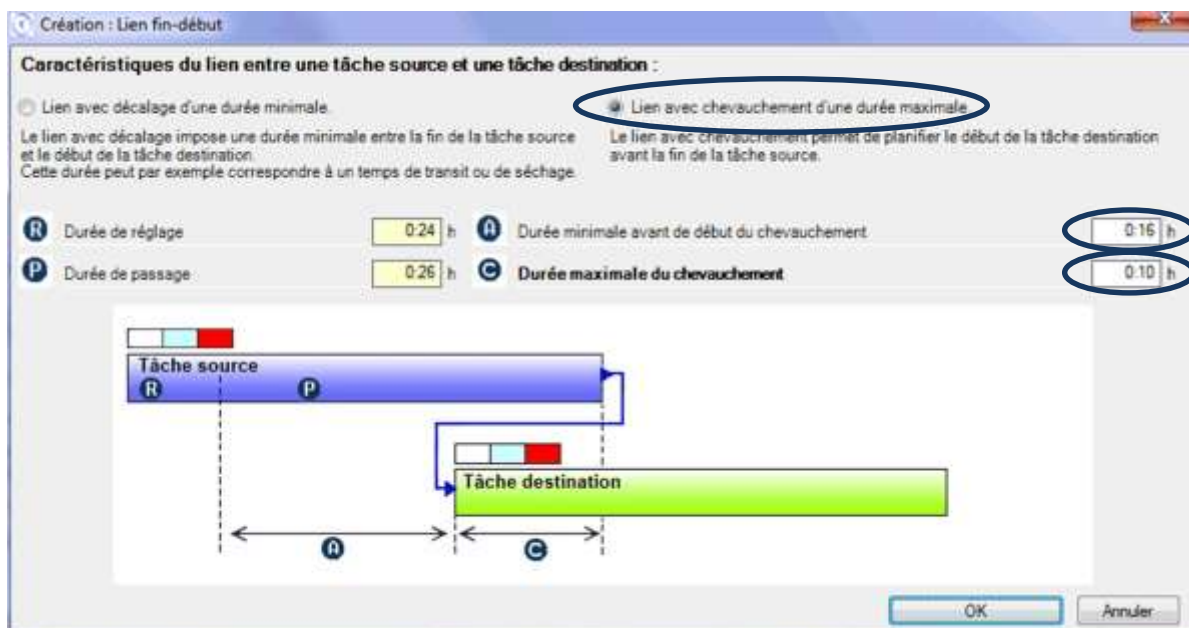 Création : Lien fin-début
Caractéristiques du lien entre une tâche source et une tâche destination :
Lien avec décalage d'une durée minimale.
Lien avec chevauchement d'une durée maximale.
Le lien avec décalage impose une durée minimale entre la fin de la tâche source
et le début de la tâche destination.
Cette durée peut par exemple correspondre à un temps de transit ou de séchage.
Le lien avec chevauchement permet de planifier le début de la tâche destination
avant la fin de la tâche source.
R Durée de réglage 0:24 h
A Durée minimale avant de début du chevauchement 0:16 h
P Durée de passage 0:26 h
C Durée maximale du chevauchement 0:10 h
Tâche source
R P
Tâche destination
A C
OK Annuler